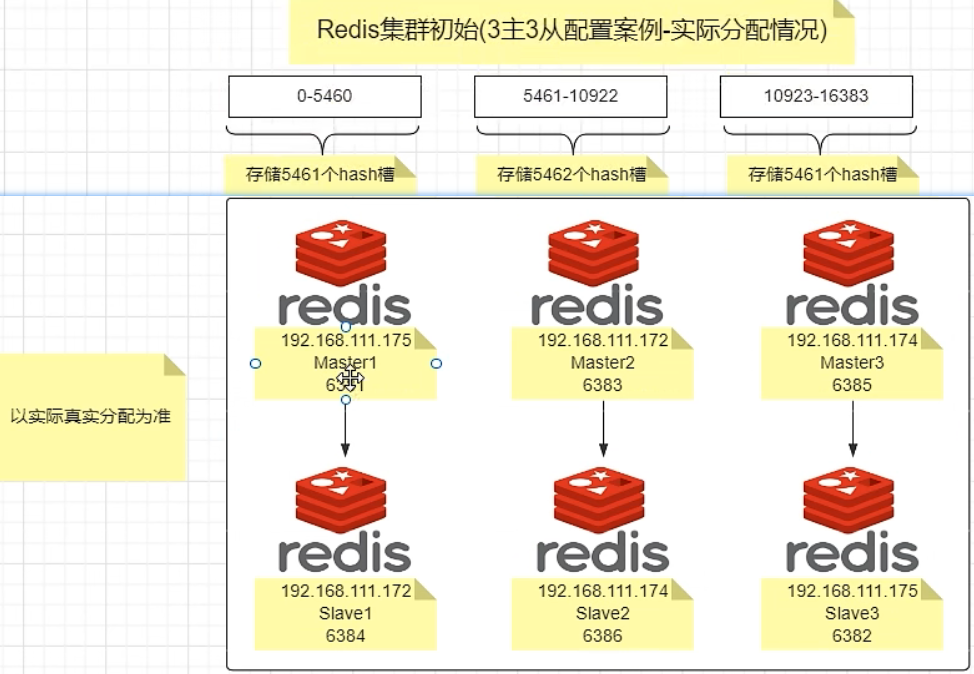 Redis集群初始(3主3从配置案例-实际分配情况)
0-5460
5461-10922
10923-16383
存储5461个hash槽
存储5462个hash槽
存储5461个hash槽
redis
redis
redis
192.168.111.175
Master1
192.168.111.172
Master2
6383
192.168.111.174
Master3
6385
以实际真实分配为准
redis
redis
redis
192.168.111.172
Slave1
6384
192.168.111.174
Slave2
6386
192.168.111.175
Slave3
6382